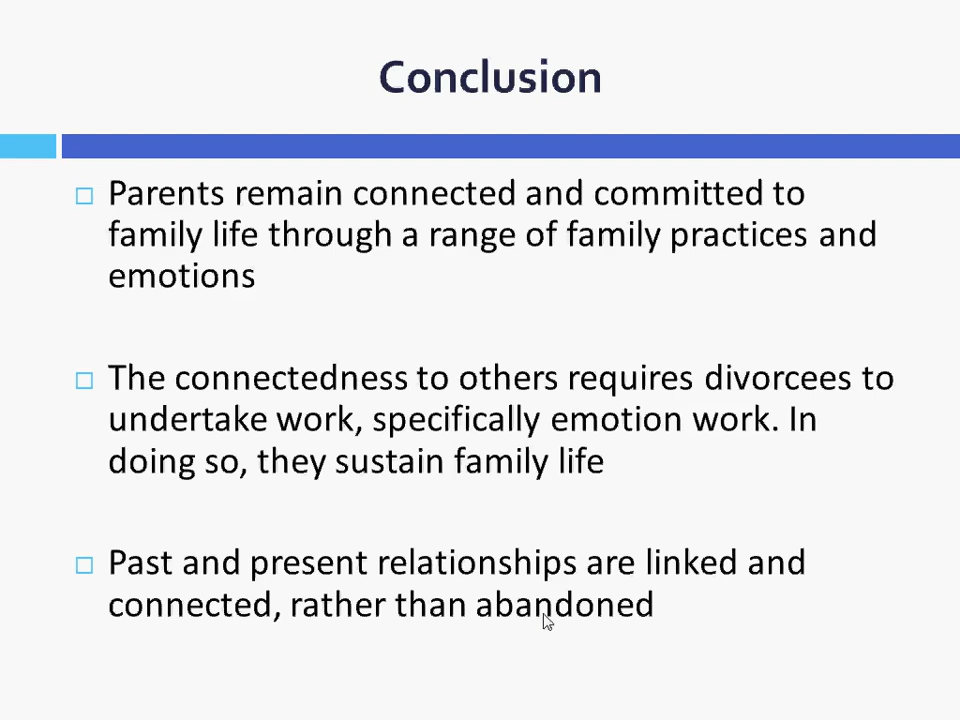 Conclusion
Parents remain connected and committed to
family life through a range of family practices and
emotions
The connectedness to others requires divorcees to
undertake work, specifically emotion work. In
doing so, they sustain family life
Past and present relationships are linked and
connected, rather than abandoned